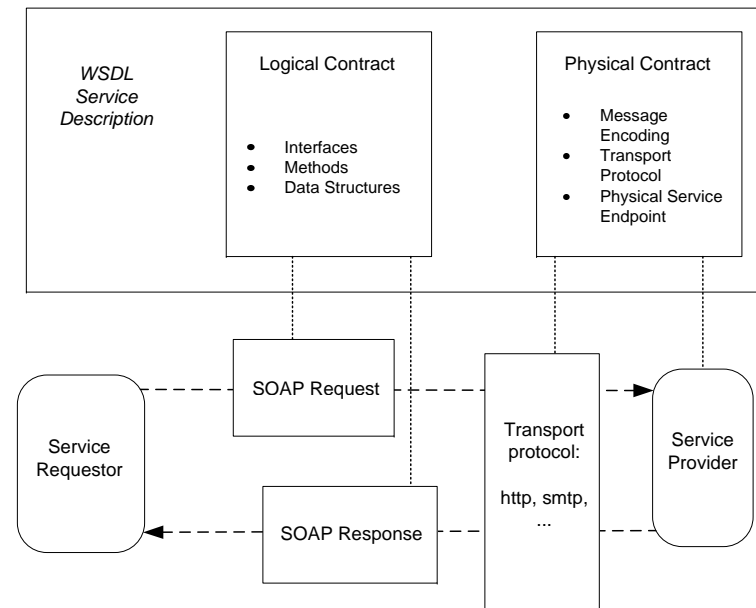 WSDL
Service
Description
Logical Contract
• Interfaces
• Methods
• Data Structures
Physical Contract
• Message
Encoding
• Transport
Protocol
• Physical Service
Endpoint
SOAP Request
Service
Requestor
Transport
protocol:
http, smtp,
...
Service
Provider
SOAP Response